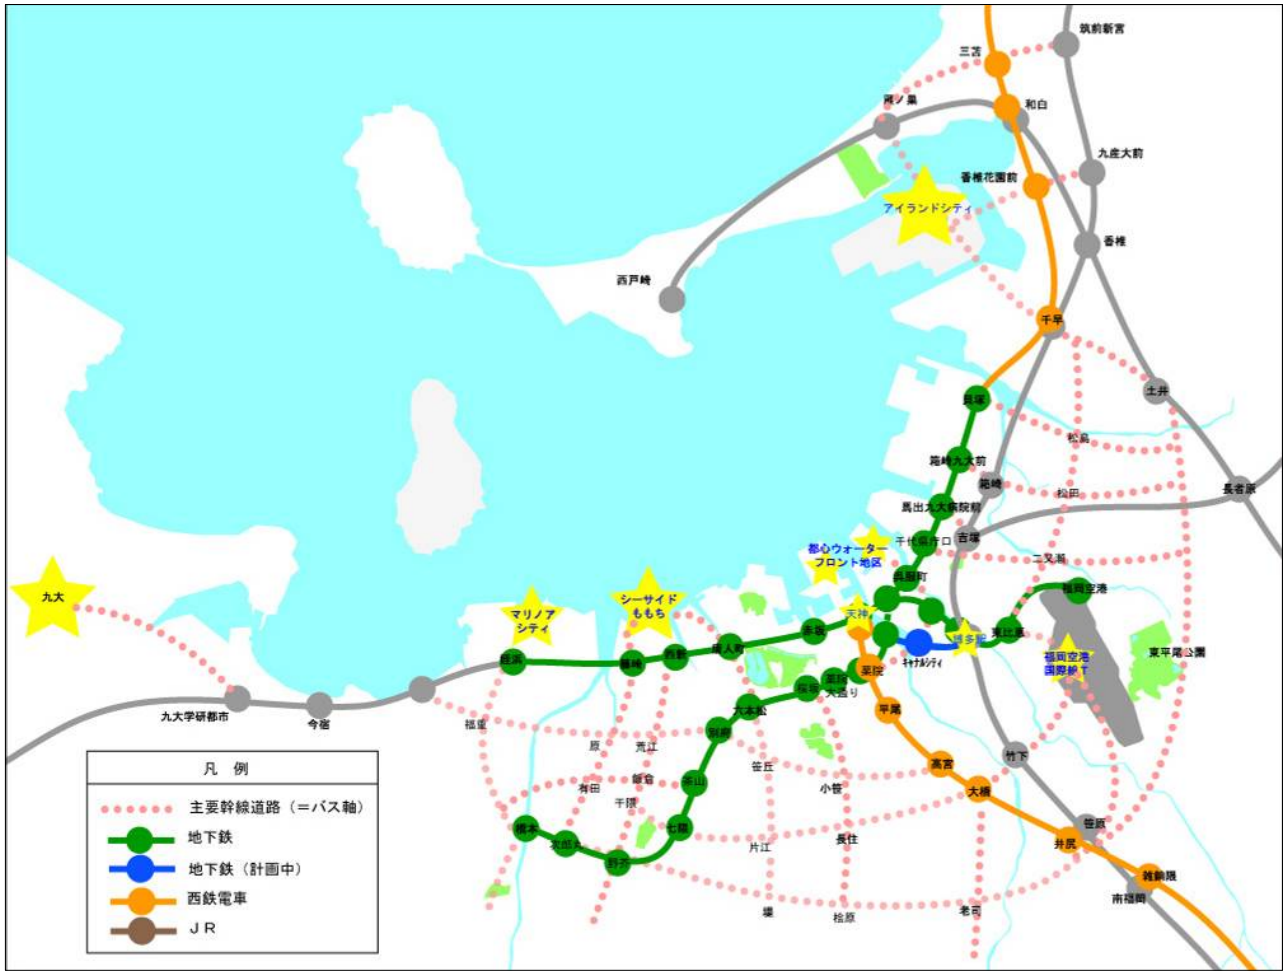 筑前新宮
三苫
雁ノ巣
和白
九産大前
香椎花園前
アイランドシティ
香椎
西戸崎
千早
土井
貝塚
松島
箱崎九大前
箱崎
松田
長者原
馬出九大病院前
千代県庁口
吉塚
都心ウォーター
フロント地区
二又瀬
呉服町
福岡空港
九大
マリノア
シティ
シーサイド
ももち
天神
赤坂
東比恵
博多駅
唐人町
西新
藤崎
姪浜
キャナルシティ
福岡空港
国際線T
東平尾公園
薬院
薬院
大通り
桜坂
六本松
平尾
九大学研都市
今宿
福重
別府
原
荒江
笹丘
小笹
高宮
竹下
大橋
茶山
飯倉
有田
干隈
七隈
橋本
次郎丸
野芥
片江
長住
笹原
井尻
雑餉隈
南福岡
堤
桧原
老司
凡 例
主要幹線道路(=バス軸)
地下鉄
地下鉄(計画中)
西鉄電車
JR